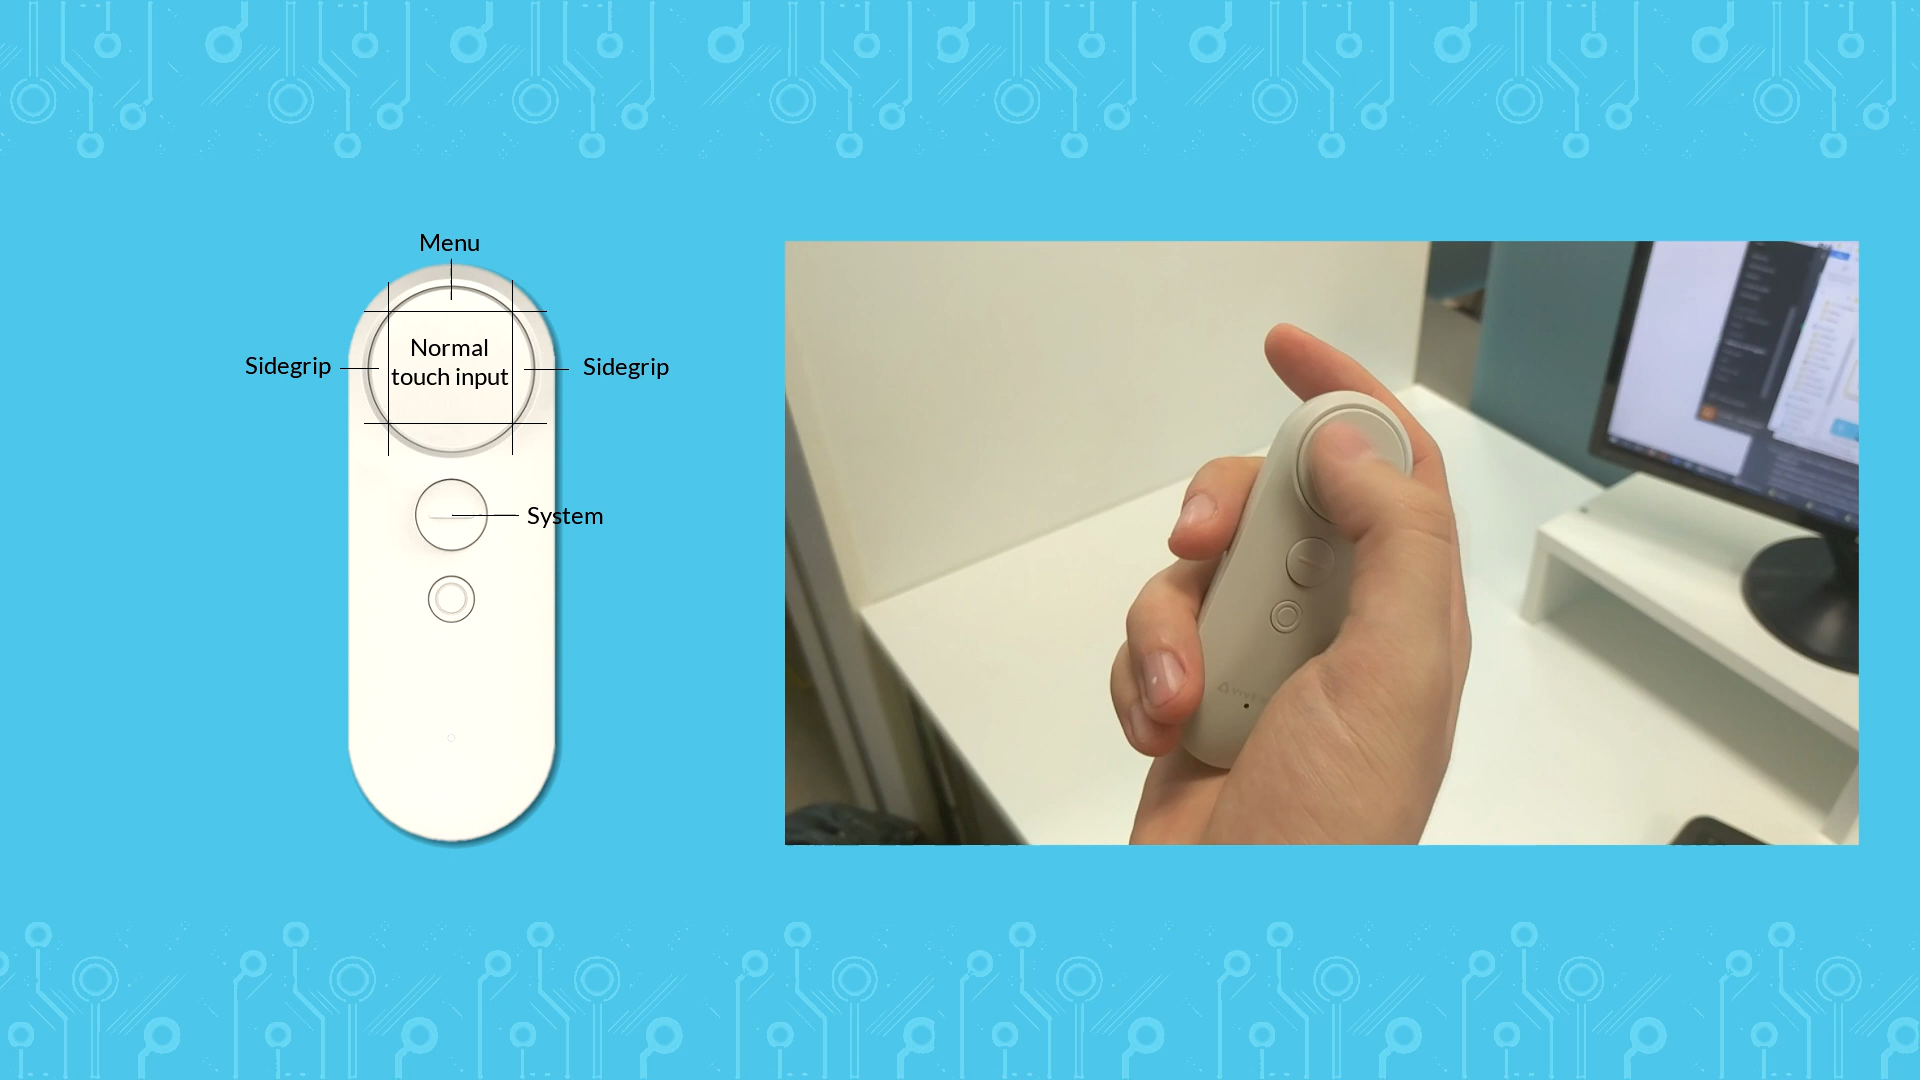 Menu
Sidegrip
Normal
touch input
Sidegrip
System